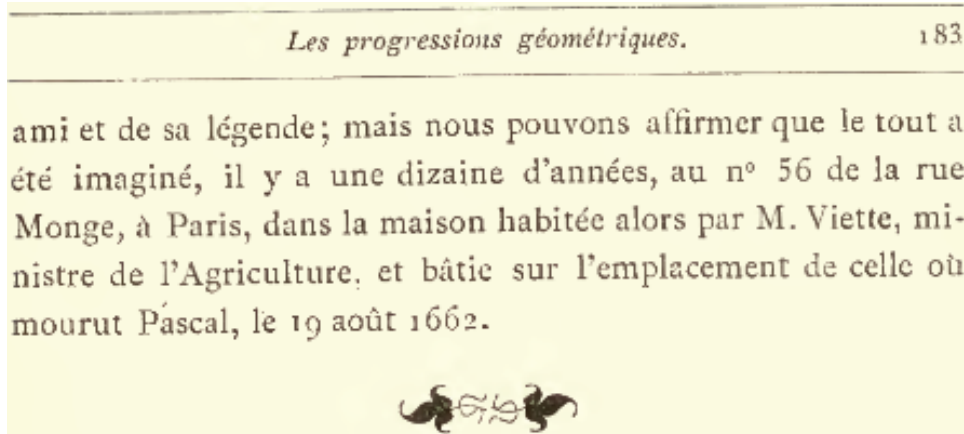 Les progressions géométriques. 183
ami et de sa légende; mais nous pouvons affirmer que le tout a
été imaginé, il y a une dizaine d'années, au nº 56 de la rue
Monge, à Paris, dans la maison habitée alors par M. Viette, mi-
nistre de l'Agriculture, et bâtie sur l'emplacement de celle où
mourut Pascal, le 19 août 1662.